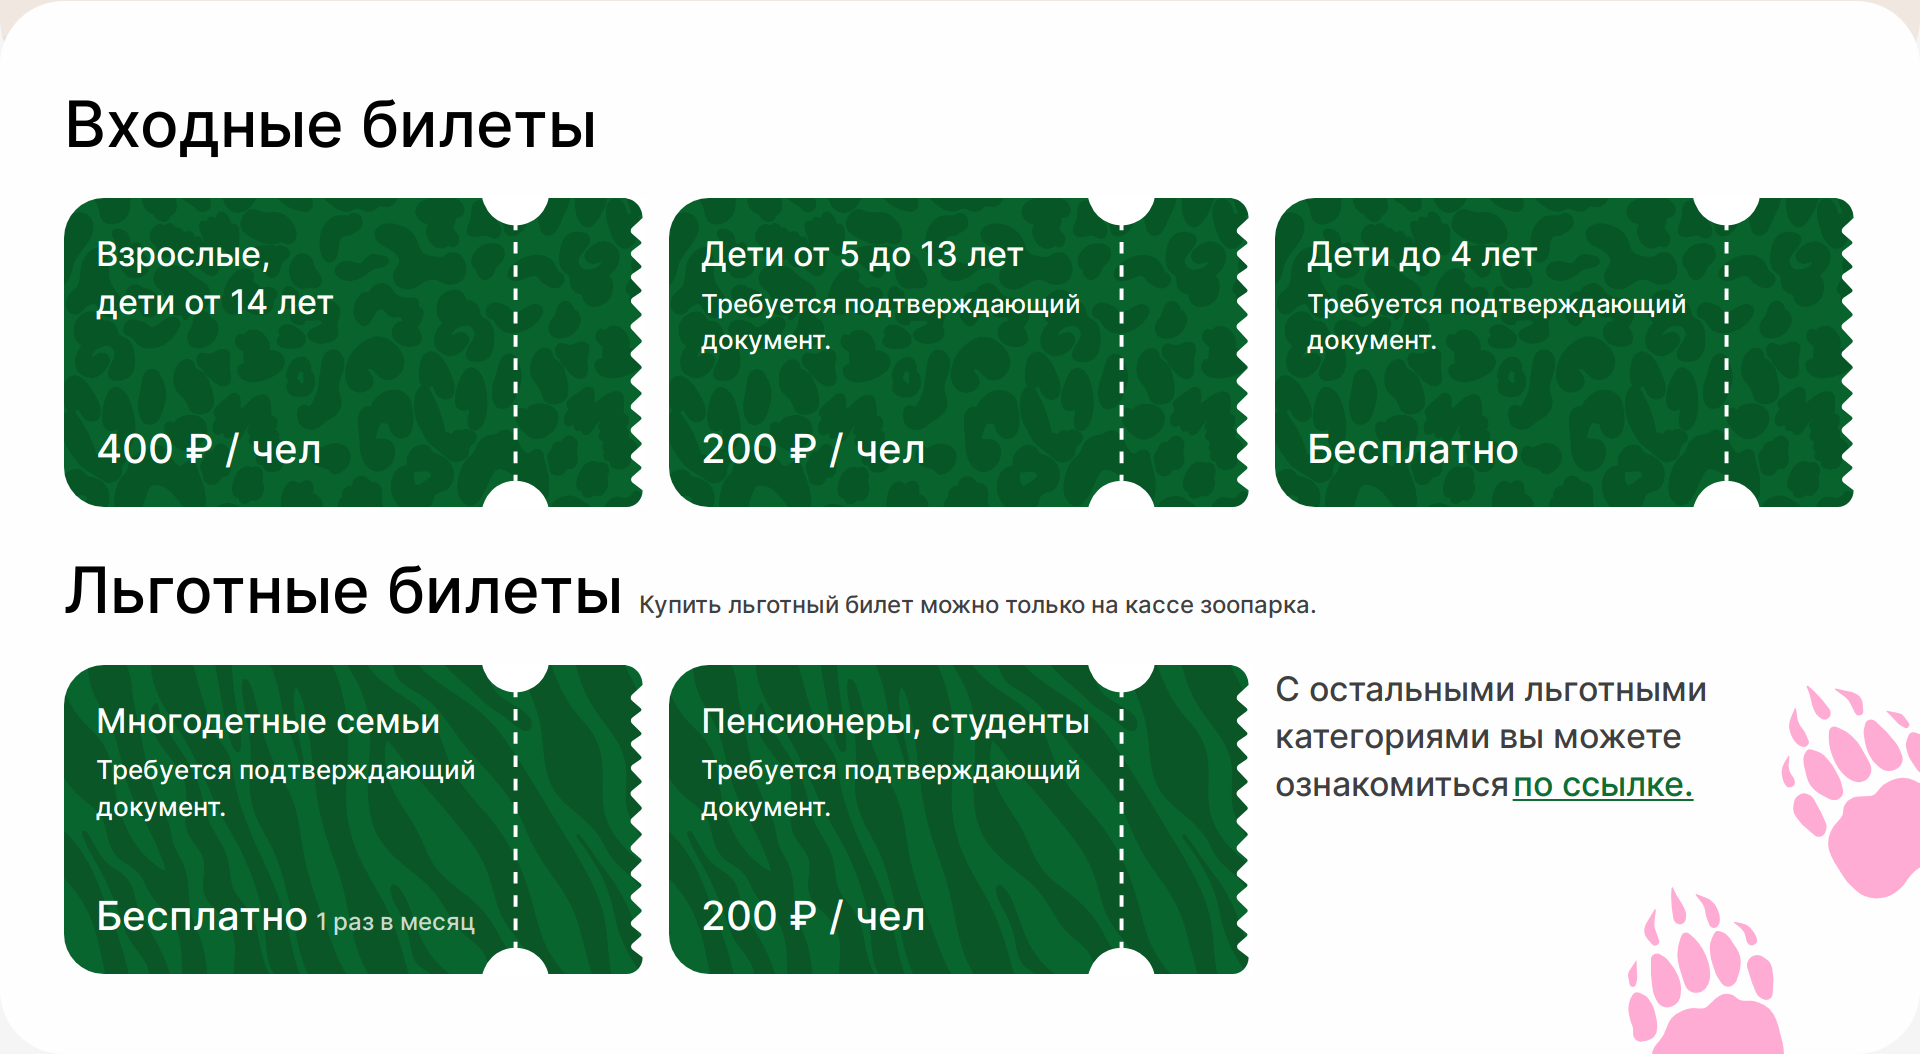 Входные билеты
Взрослые,
дети от 14 лет
400 ₽ / чел
Дети от 5 до 13 лет
Требуется подтверждающий
документ.
200 ₽ / чел
Дети до 4 лет
Требуется подтверждающий
документ.
Бесплатно
Льготные билеты Купить льготный билет можно только на кассе зоопарка.
Многодетные семьи
Требуется подтверждающий
документ.
Бесплатно 1 раз в месяц
Пенсионеры, студенты
Требуется подтверждающий
документ.
200 ₽ / чел
С остальными льготными
категориями вы можете
ознакомиться по ссылке.